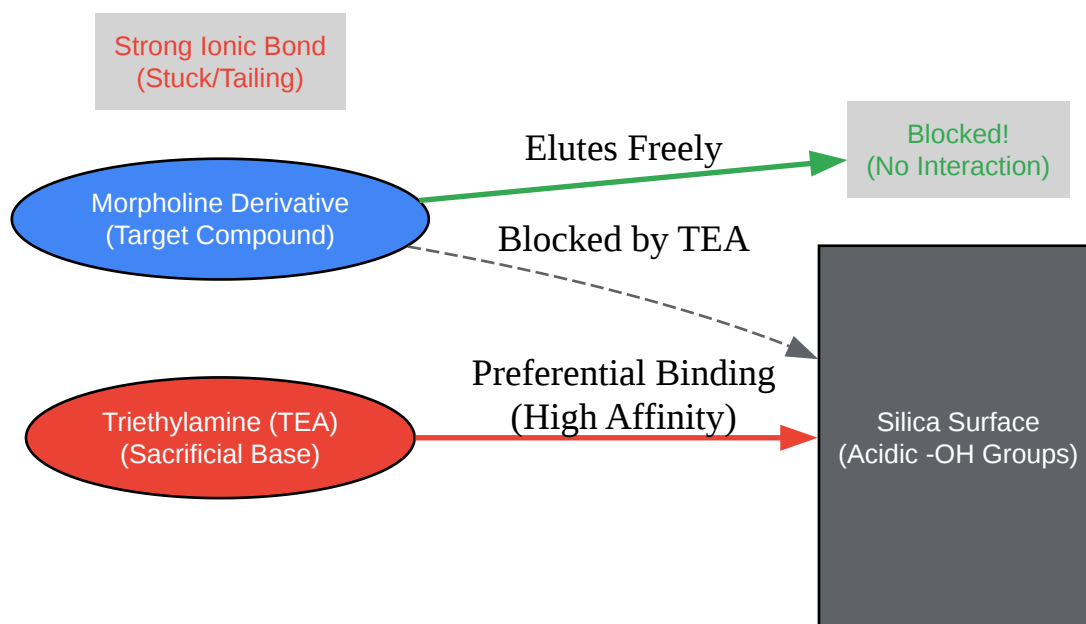 Strong Ionic Bond
(Stuck/Tailing)
Elutes Freely
Blocked!
(No Interaction)
Morpholine Derivative
(Target Compound)
Blocked by TEA
Preferential Binding
(High Affinity)
Triethylamine (TEA)
(Sacrificial Base)
Silica Surface
(Acidic -OH Groups)